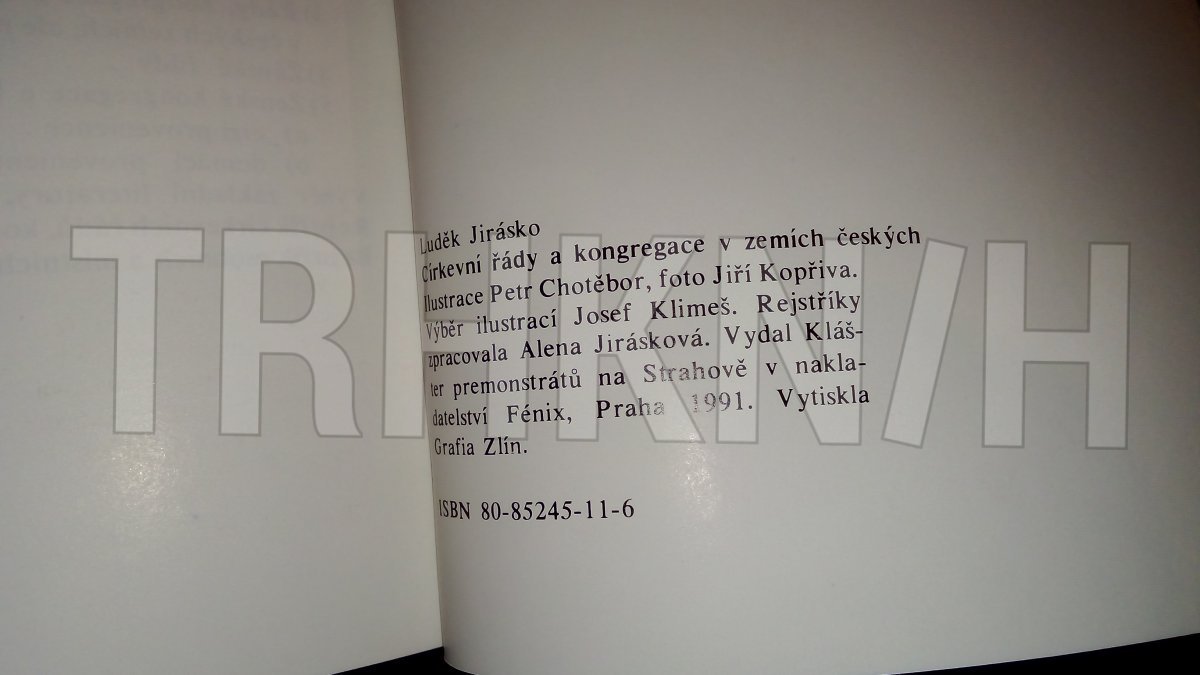 Luděk Jirásko
Církevní řády a kongregace v zemích českých
Ilustrace Petr Chotěbor, foto Jiří Kopřiva.
Výběr ilustrací Josef Klimeš. Rejstříky
zpracovala Alena Jirásková. Vydal Kláš-
ter premonstrátů na Strahově v nakla-
datelství Fénix, Praha 1991. Vytiskla
Grafia Zlín.
ISBN 80-85245-11-6